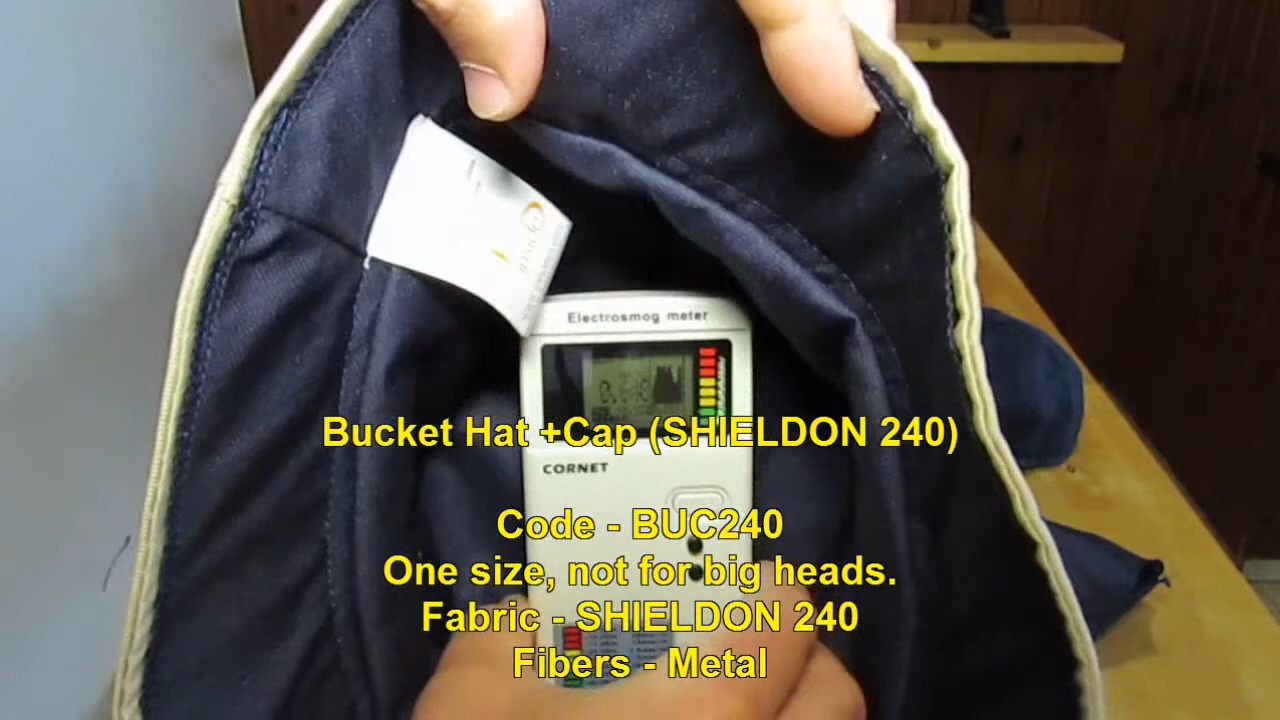 Electrosmog meter
Bucket Hat +Cap (SHIELDON 240)
CORNET
Code - BUC240
One size, not for big heads.
Fabric - SHIELDON 240
Fibers - Metal